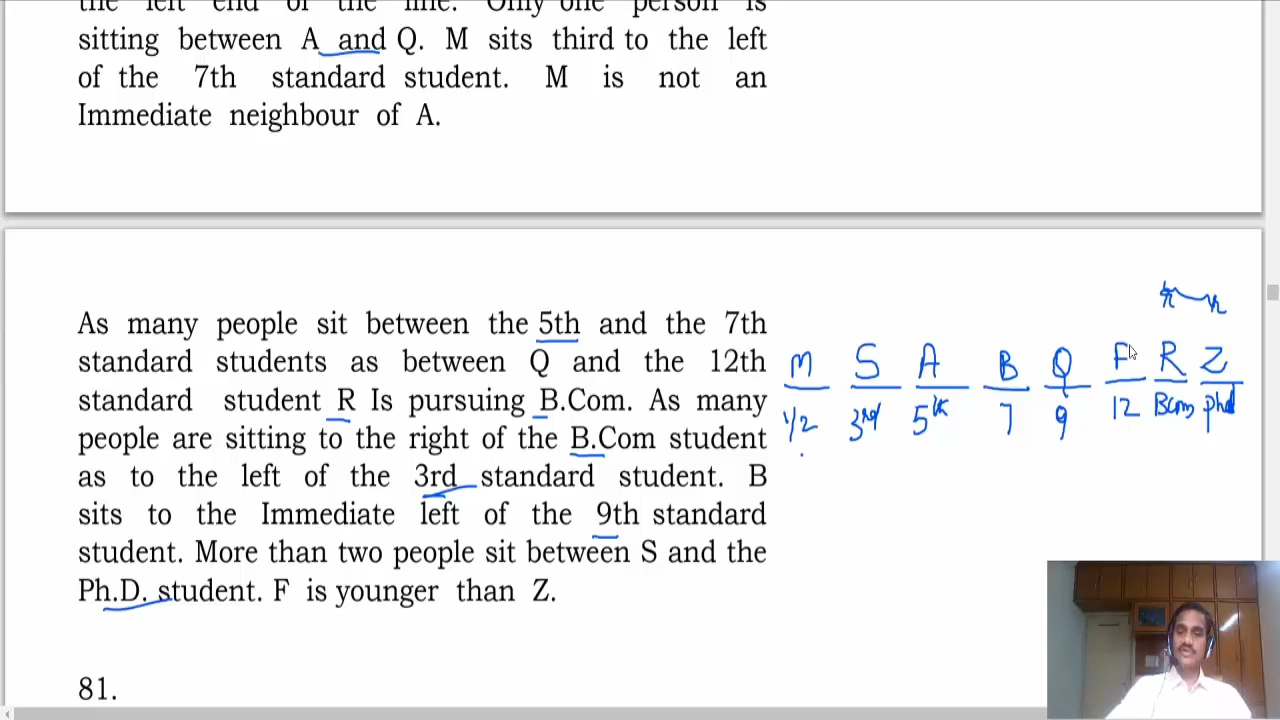 the left end of the line. Only one person is
sitting between A and Q. M sits third to the left
of the 7th standard student. M is not an
Immediate neighbour of A.
As many people sit between the 5th and the 7th
standard students as between Q and the 12th
standard student R Is pursuing B.Com. As many
people are sitting to the right of the B.Com student
as to the left of the 3rd standard student. B
sits to the Immediate left of the 9th standard
student. More than two people sit between S and the
Ph.D. student. F is younger than Z.
81.
M S A B Q F R Z
1/2 3rd 5th 7 9 12 Bcom phd